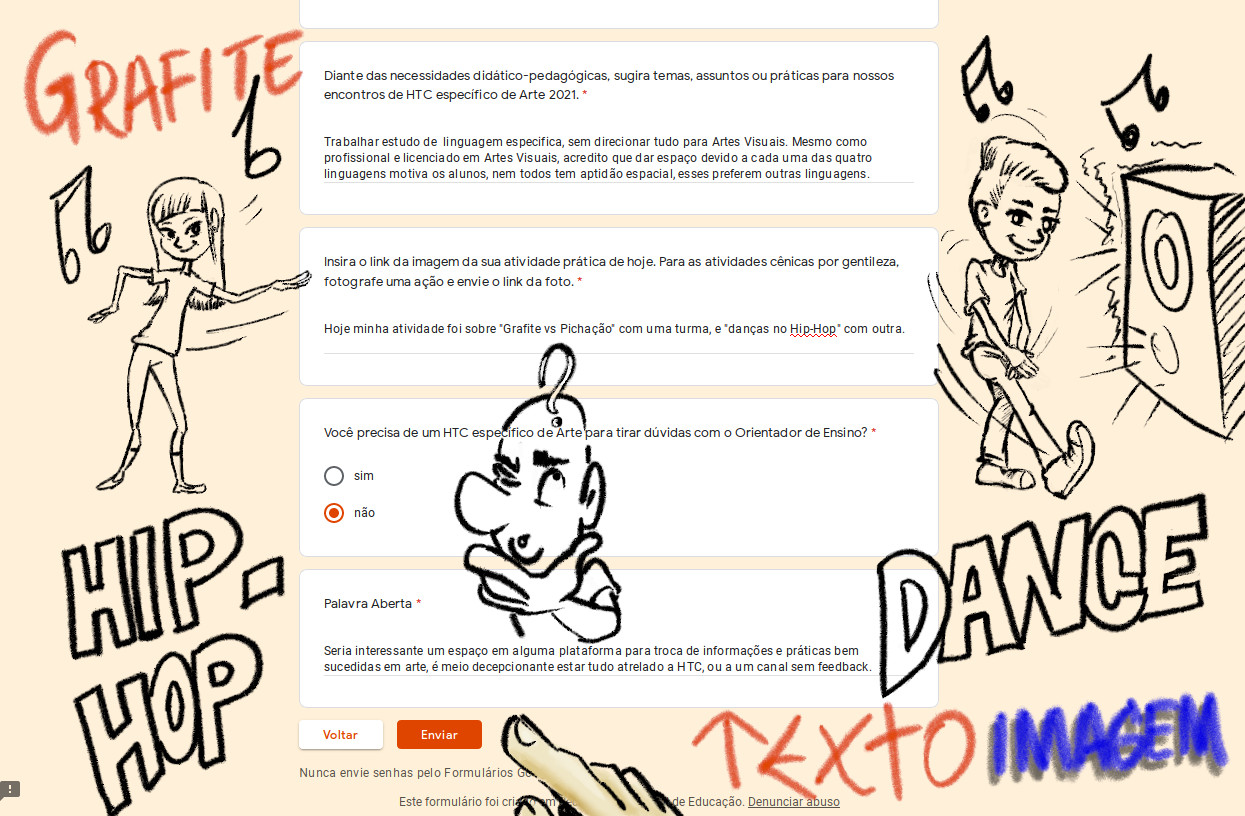 GRAFITE
Diante das necessidades didático-pedagógicas, sugira temas, assuntos ou práticas para nossos
encontros de HTC específico de Arte 2021. *
Trabalhar estudo de linguagem especifica, sem direcionar tudo para Artes Visuais. Mesmo como
profissional e licenciado em Artes Visuais, acredito que dar espaço devido a cada uma das quatro
linguagens motiva os alunos, nem todos tem aptidão espacial, esses preferem outras linguagens.
Insira o link da imagem da sua atividade prática de hoje. Para as atividades cênicas por gentileza,
fotografe uma ação e envie o link da foto. *
Hoje minha atividade foi sobre "Grafite vs Pichação" com uma turma, e "danças no Hip-Hop" com outra.
Você precisa de um HTC específico de Arte para tirar dúvidas com o Orientador de Ensino? *
sim
não
HIP-
HOP
DANCE
Palavra Aberta *
Seria interessante um espaço em alguma plataforma para troca de informações e práticas bem
sucedidas em arte, é meio decepcionante estar tudo atrelado a HTC, ou a um canal sem feedback.
Voltar
Enviar
TEXTO IMAGEM
Nunca envie senhas pelo Formulários
Este formulário foi de Educação. Denunciar abuso